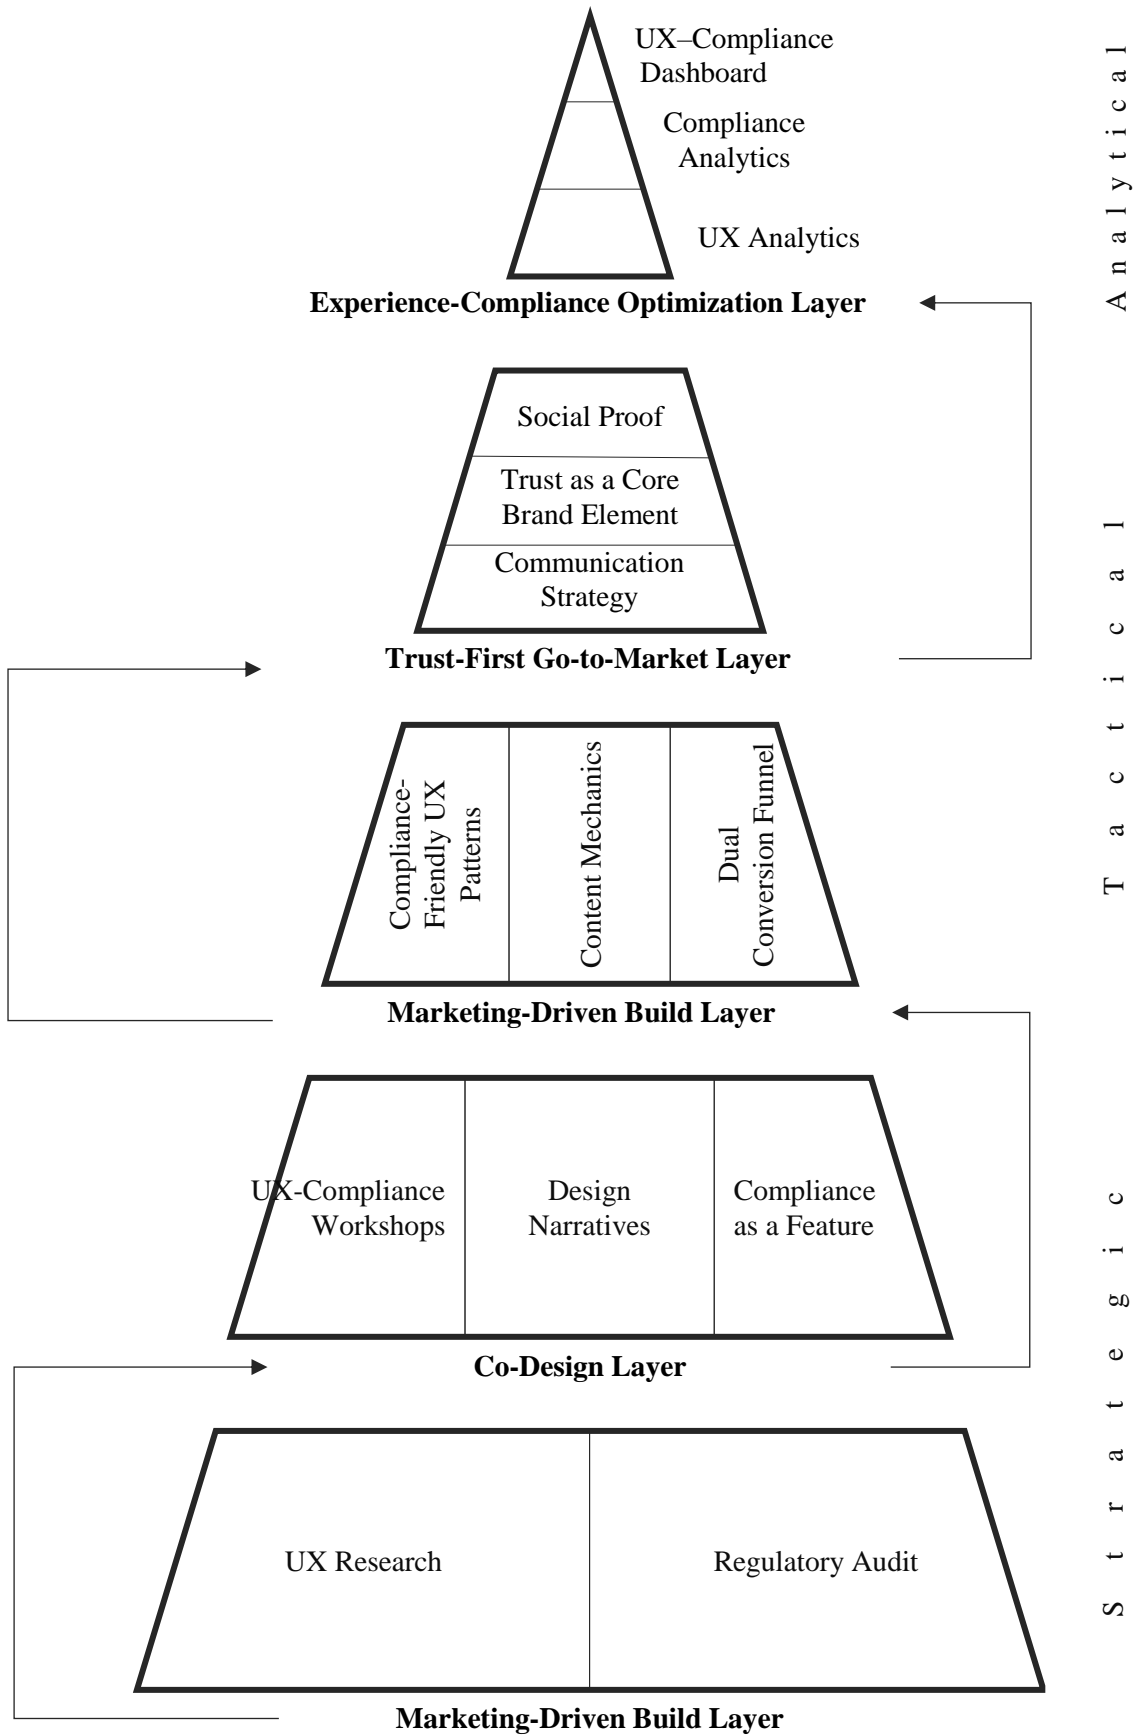 UX–Compliance
Dashboard
Compliance
Analytics
UX Analytics
Experience-Compliance Optimization Layer
Social Proof
Trust as a Core
Brand Element
Communication
Strategy
Trust-First Go-to-Market Layer
Compliance-
Friendly UX
Patterns
Content Mechanics
Dual
Conversion Funnel
Marketing-Driven Build Layer
UX-Compliance
Workshops
Design
Narratives
Compliance
as a Feature
Co-Design Layer
UX Research
Regulatory Audit
Marketing-Driven Build Layer
Analytical
Tactical
Strategic